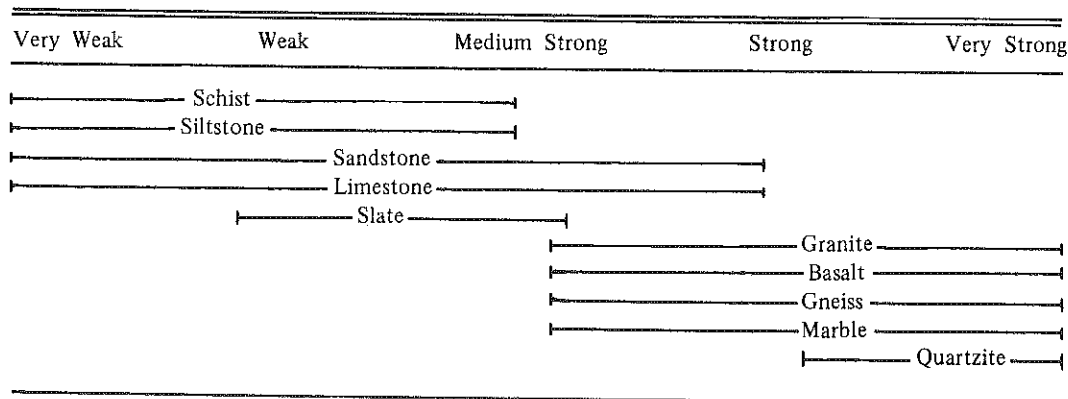 Very Weak Weak Medium Strong Strong Very Strong
Schist
Siltstone
Sandstone
Limestone
Slate
Granite
Basalt
Gneiss
Marble
Quartzite